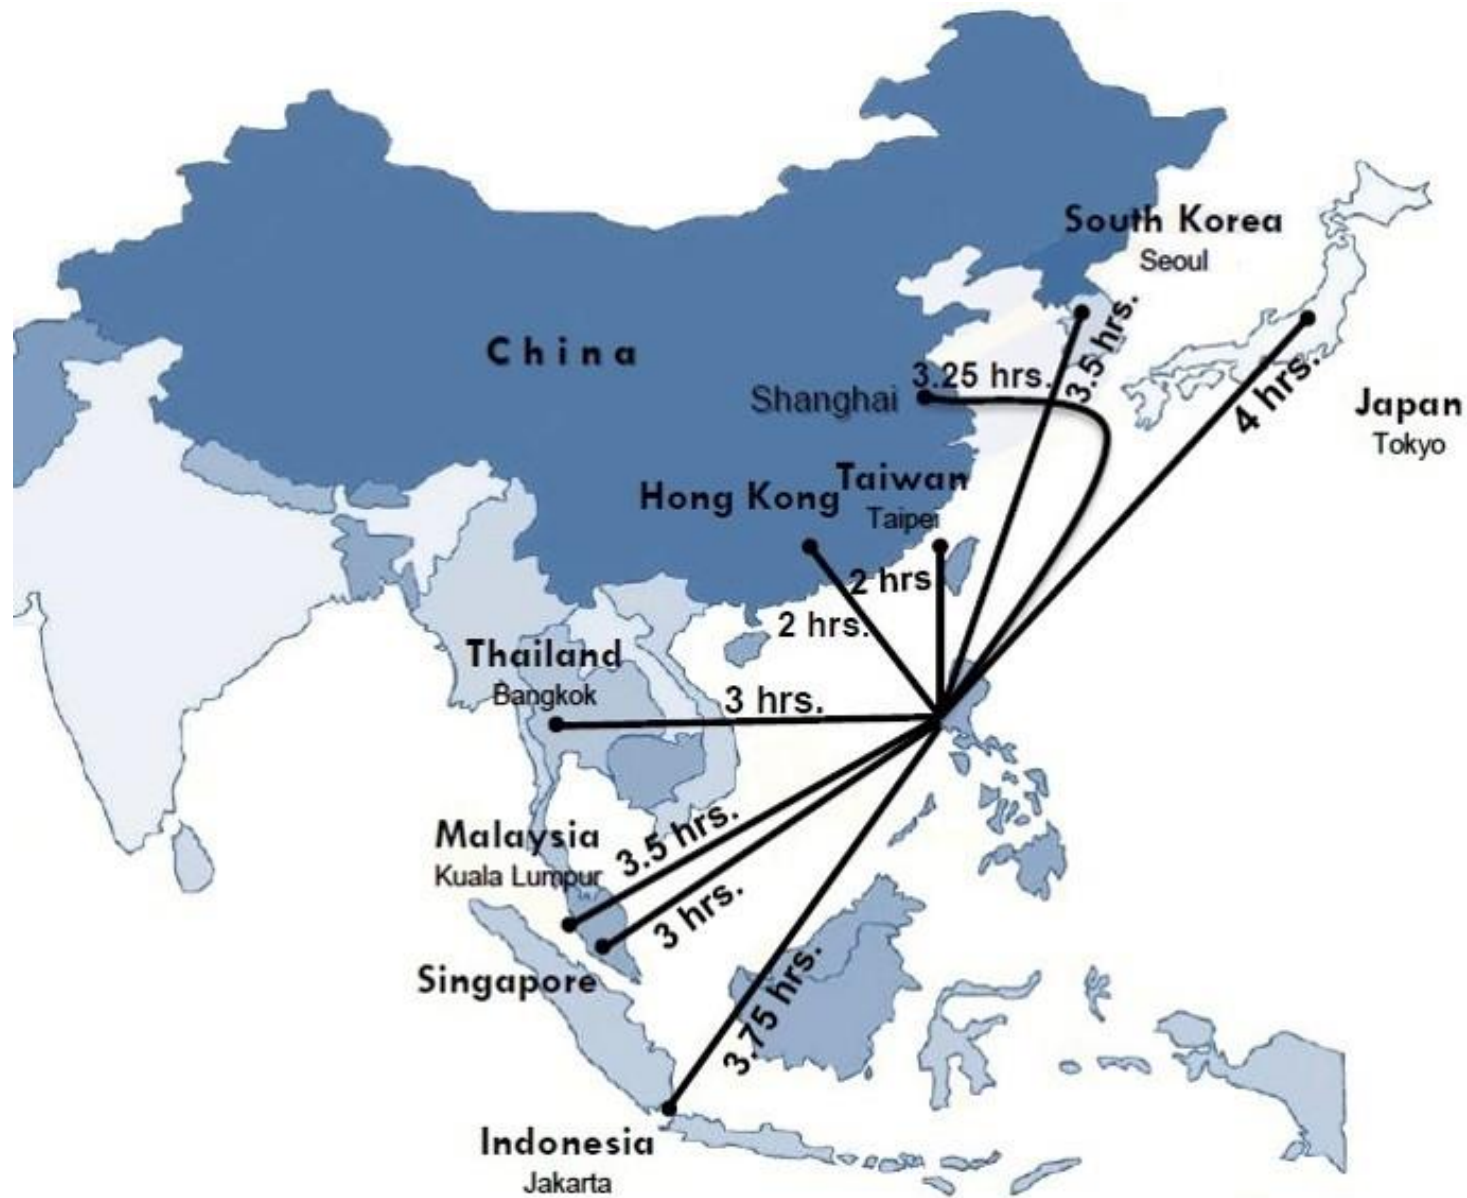 South Korea
Seoul
3.5 hrs.
China
3.25 hrs.
Shanghai
4 hrs.
Japan
Tokyo
Taiwan
Hong Kong
Taipei
2 hrs
2 hrs.
Thailand
Bangkok
3 hrs.
Malaysia
Kuala Lumpur
3.5 hrs.
3 hrs.
Singapore
3.75 hrs.
Indonesia
Jakarta